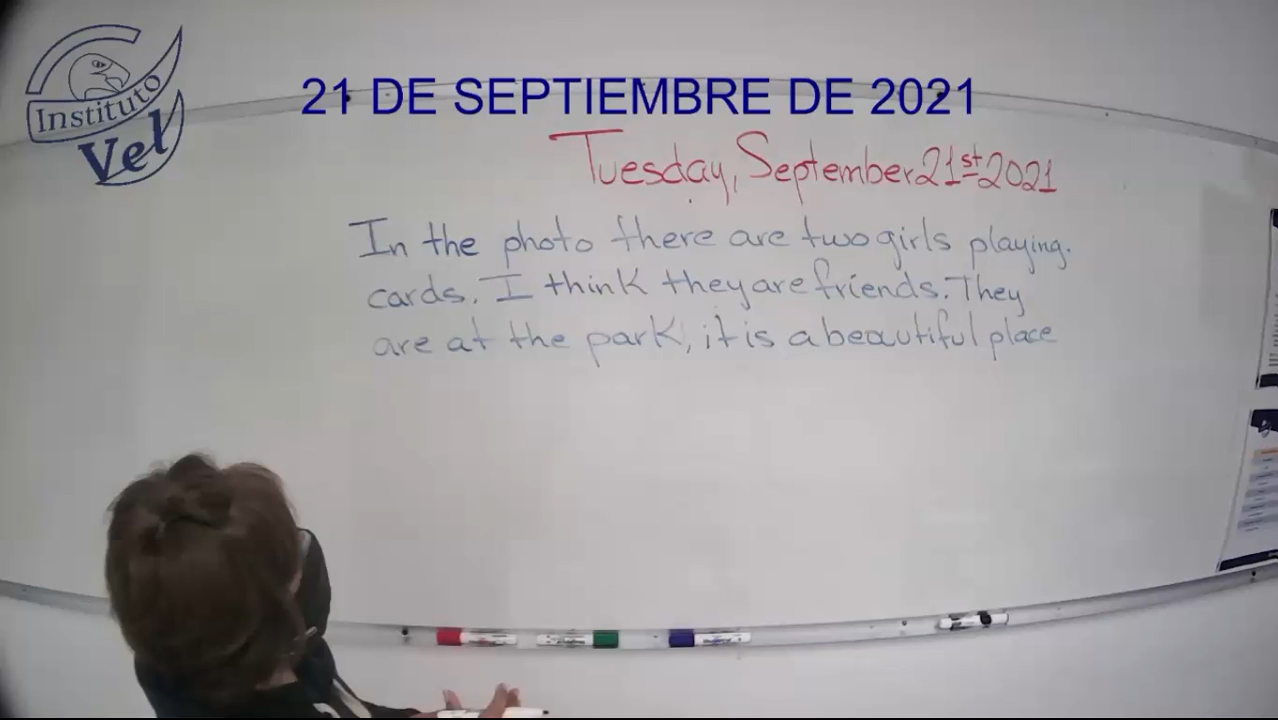 Instituto
Vel
21 DE SEPTIEMBRE DE 2021
Tuesday, September 21st 2021
In the photo there are two girls playing.
cards. I think they are friends. They
are at the park, it is a beautiful place